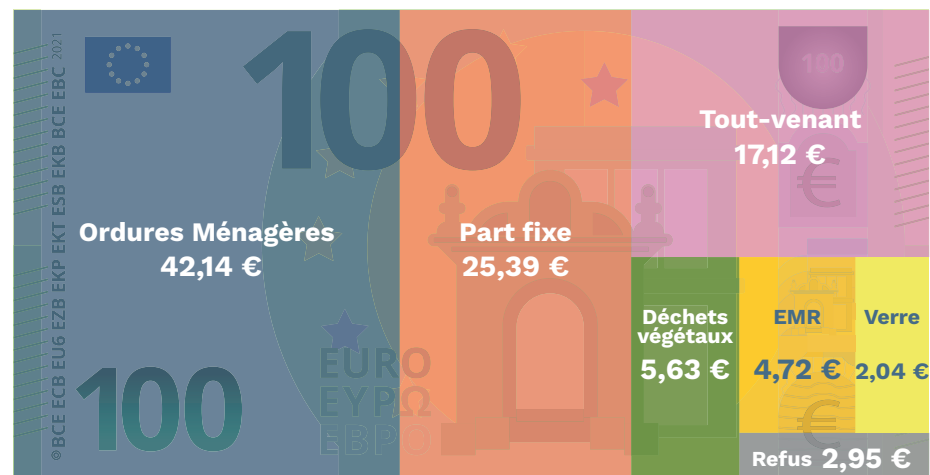 100
100
©BCE ECB EU6 EZB EKP EKT ESB EKB BCE EBC 2021
Ordures Ménagères
42,14 €
Part fixe
25,39 €
Tout-venant
17,12 €
€
Déchets
végétaux
5,63 €
EMR
4,72 €
Verre
2,04 €
€
Refus 2,95 €
EURO
ΕΥΡΩ
ЕВРО
100